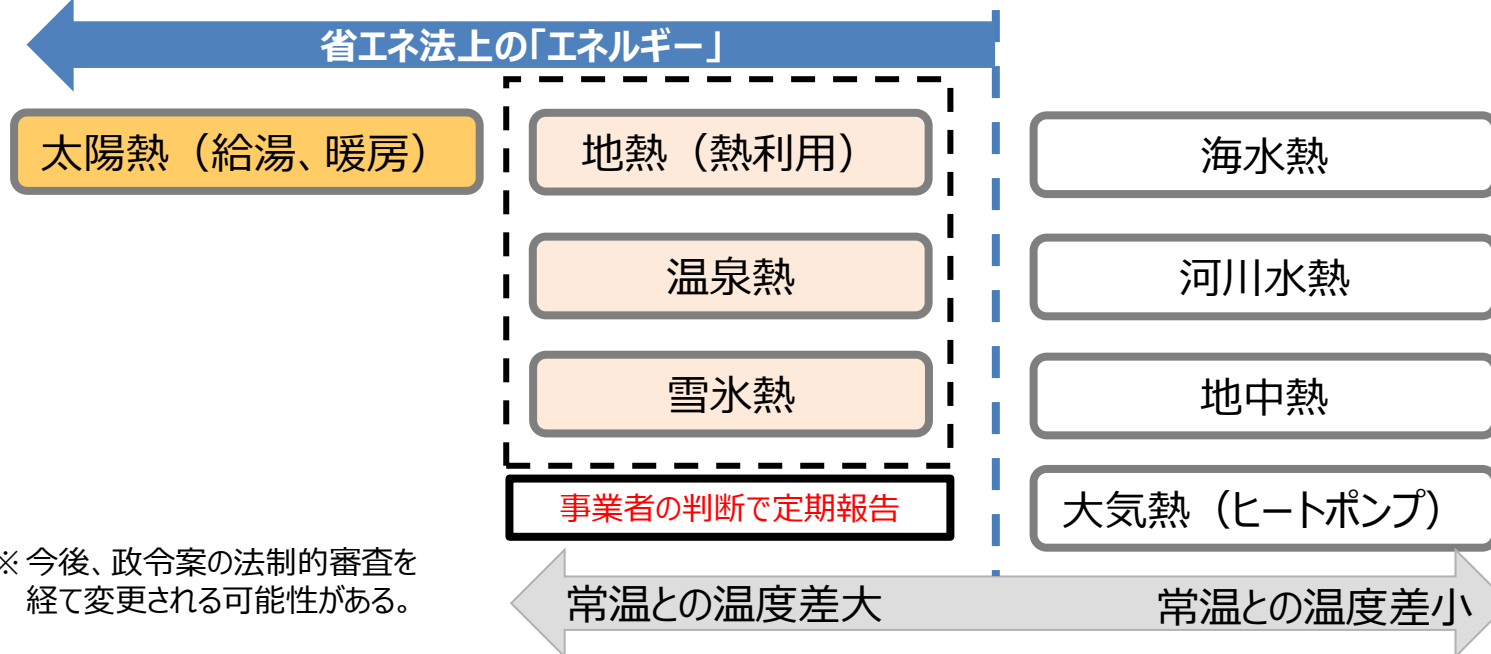 省エネ法上の「エネルギー」
太陽熱（給湯、暖房）
地熱（熱利用）
海水熱
温泉熱
河川水熱
雪氷熱
地中熱
事業者の判断で定期報告
大気熱（ヒートポンプ）
※ 今後、政令案の法制的審査を
経て変更される可能性がある。
常温との温度差大
常温との温度差小